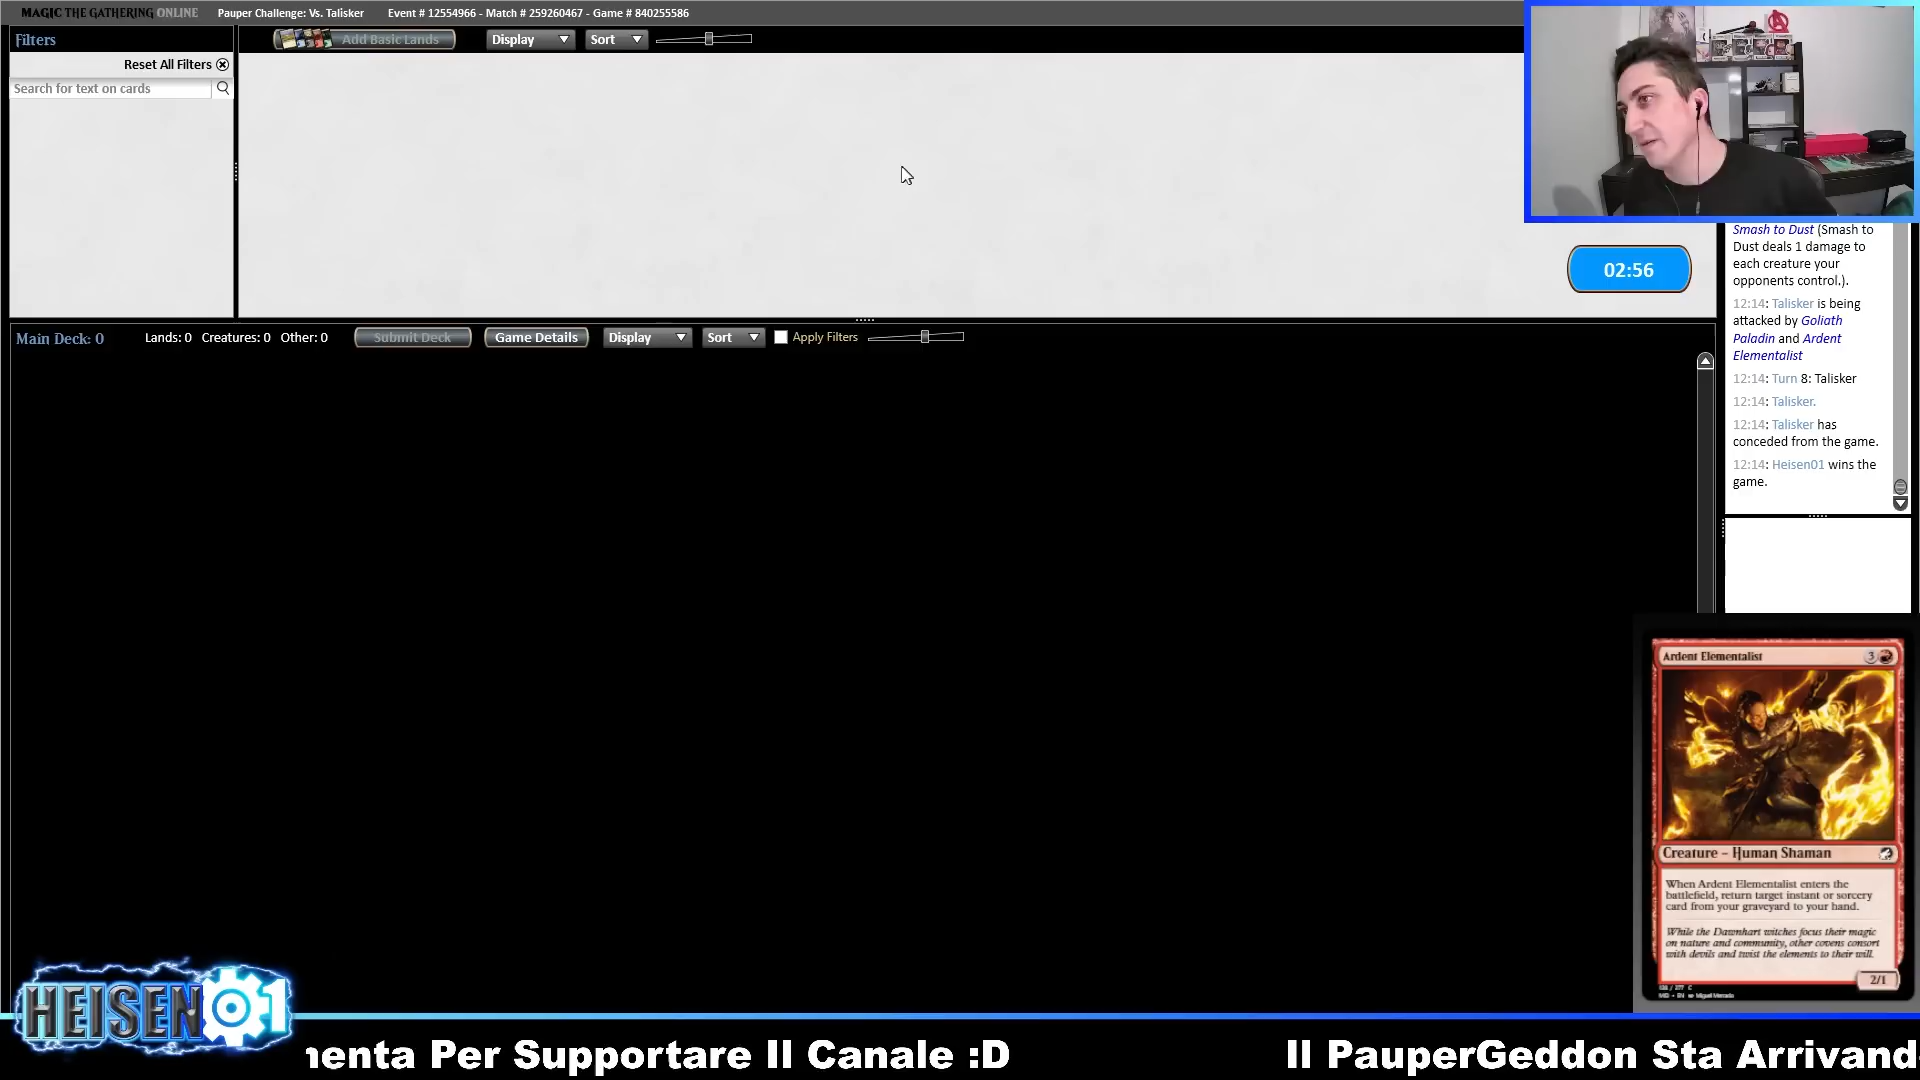 MAGIC THE GATHERING ONLINE Pauper Challenge: Vs. Talisker Event # 12554966 - Match # 259260467 - Game # 840255586
Filters
Add Basic Lands Display Sort
Reset All Filters
Search for text on cards
02:56
Smash to Dust (Smash to
Dust deals 1 damage to
each creature your
opponents control.).
12:14: Talisker is being
attacked by Goliath
Paladin and Ardent
Elementalist
12:14: Turn 8: Talisker
12:14: Talisker.
12:14: Talisker has
conceded from the game.
12:14: Heisen01 wins the
game.
Main Deck: 0 Lands: 0 Creatures: 0 Other: 0 Submit Deck Game Details Display Sort Apply Filters
Ardent Elementalist 3
Creature – Human Shaman
When Ardent Elementalist enters the
battlefield, return target instant or sorcery
card from your graveyard to your hand.
While the Dawnhart witches focus their magic
on nature and community, other covens consort
with devils and twist the elements to their will.
2/1
HEISEN01
menta Per Supportare Il Canale :D Il PauperGeddon Sta Arrivand